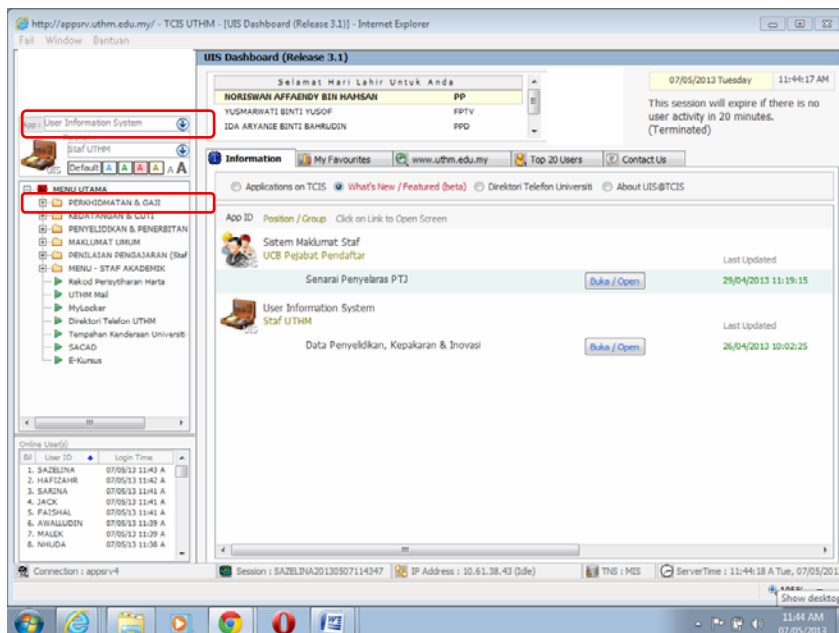 http://appsrv.uthm.edu.my/ - TCIS UTHM - [UIS Dashboard (Release 3.1)] - Internet Explorer
Fail Window Bantuan
UIS Dashboard (Release 3.1)
Selamat Hari Lahir Untuk Anda
NORISWAN AFFAENDY BIN HAMSAN PP
YUSMARWATI BINTI YUSOF FPTV
IDA ARYANIE BINTI BAHRUDIN PPD
07/05/2013 Tuesday 11:44:17 AM
This session will expire if there is no
user activity in 20 minutes.
(Terminated)
App : User Information System
Staf UTHM
UIS Default A A A A A A
Information My Favourites www.uthm.edu.my Top 20 Users Contact Us
Applications on TCIS What's New / Featured (beta) Direktori Telefon Universiti About UIS@TCIS
MENU UTAMA
PERKHIDMATAN & GAJI
KEDATANGAN & CUTI
PENYELIDIKAN & PENERBITAN
MAKLUMAT UMUM
PENILAIAN PENGAJARAN (Staf
MENU - STAF AKADEMIK
Rekod Perisytiharan Harta
UTHM Mail
MyLocker
Direktori Telefon UTHM
Tempahan Kenderaan Universiti
SACAD
E-Kursus
App ID Position / Group Click on Link to Open Screen
Sistem Maklumat Staf
UCB Pejabat Pendaftar
Last Updated
Senarai Penyelaras PTJ Buka / Open 29/04/2013 11:19:15
User Information System
Staf UTHM
UIS
Last Updated
Data Penyelidikan, Kepakaran & Inovasi Buka / Open 26/04/2013 10:02:25
Online User(s)
Bil User ID Login Time
1. SAZELINA 07/05/13 11:43 A
2. HAFIZAHR 07/05/13 11:42 A
3. SARINA 07/05/13 11:41 A
4. JACK 07/05/13 11:41 A
5. FAISHAL 07/05/13 11:41 A
6. AWALLUDIN 07/05/13 11:39 A
7. MALEK 07/05/13 11:39 A
8. NHUDA 07/05/13 11:38 A
Connection : appsrv4 Session : SAZELINA20130507114347 IP Address : 10.61.38.43 (Idle) TNS : MIS ServerTime : 11:44:18 A Tue, 07/05/201
105%
Show desktop
11:44 AM
07/05/2013